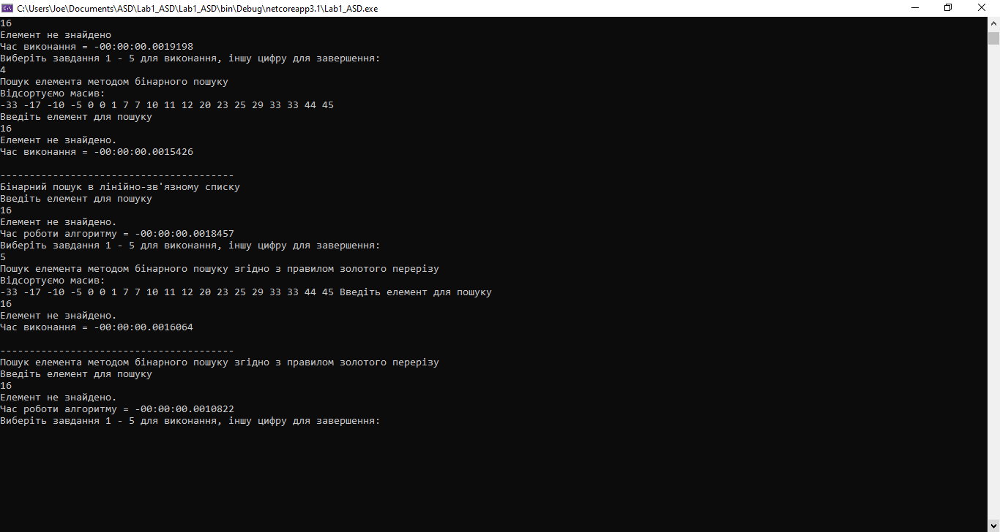 C:\Users\Joe\Documents\ASD\Lab1_ASD\Lab1_ASD\bin\Debug\netcoreapp3.1\Lab1_ASD.exe
16
Елемент не знайдено
Час виконання = -00:00:00.0019198
Виберіть завдання 1 - 5 для виконання, іншу цифру для завершення:
4
Пошук елемента методом бінарного пошуку
Відсортуємо масив:
-33 -17 -10 -5 0 0 1 7 7 10 11 12 20 23 25 29 33 33 44 45
Введіть елемент для пошуку
16
Елемент не знайдено.
Час виконання = -00:00:00.0015426
----------------------------------------
Бінарний пошук в лінійно-зв'язному списку
Введіть елемент для пошуку
16
Елемент не знайдено.
Час роботи алгоритму = -00:00:00.0018457
Виберіть завдання 1 - 5 для виконання, іншу цифру для завершення:
5
Пошук елемента методом бінарного пошуку згідно з правилом золотого перерізу
Відсортуємо масив:
-33 -17 -10 -5 0 0 1 7 7 10 11 12 20 23 25 29 33 33 44 45 Введіть елемент для пошуку
16
Елемент не знайдено.
Час виконання = -00:00:00.0016064
----------------------------------------
Пошук елемента методом бінарного пошуку згідно з правилом золотого перерізу
Введіть елемент для пошуку
16
Елемент не знайдено.
Час роботи алгоритму = -00:00:00.0010822
Виберіть завдання 1 - 5 для виконання, іншу цифру для завершення: